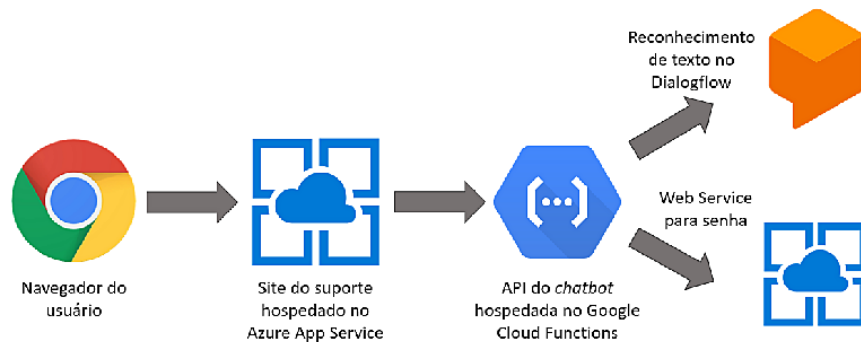 Reconhecimento
de texto no
Dialogflow
Web Service
para senha
Navegador do
usuário
Site do suporte
hospedado no
Azure App Service
API do chatbot
hospedada no Google
Cloud Functions